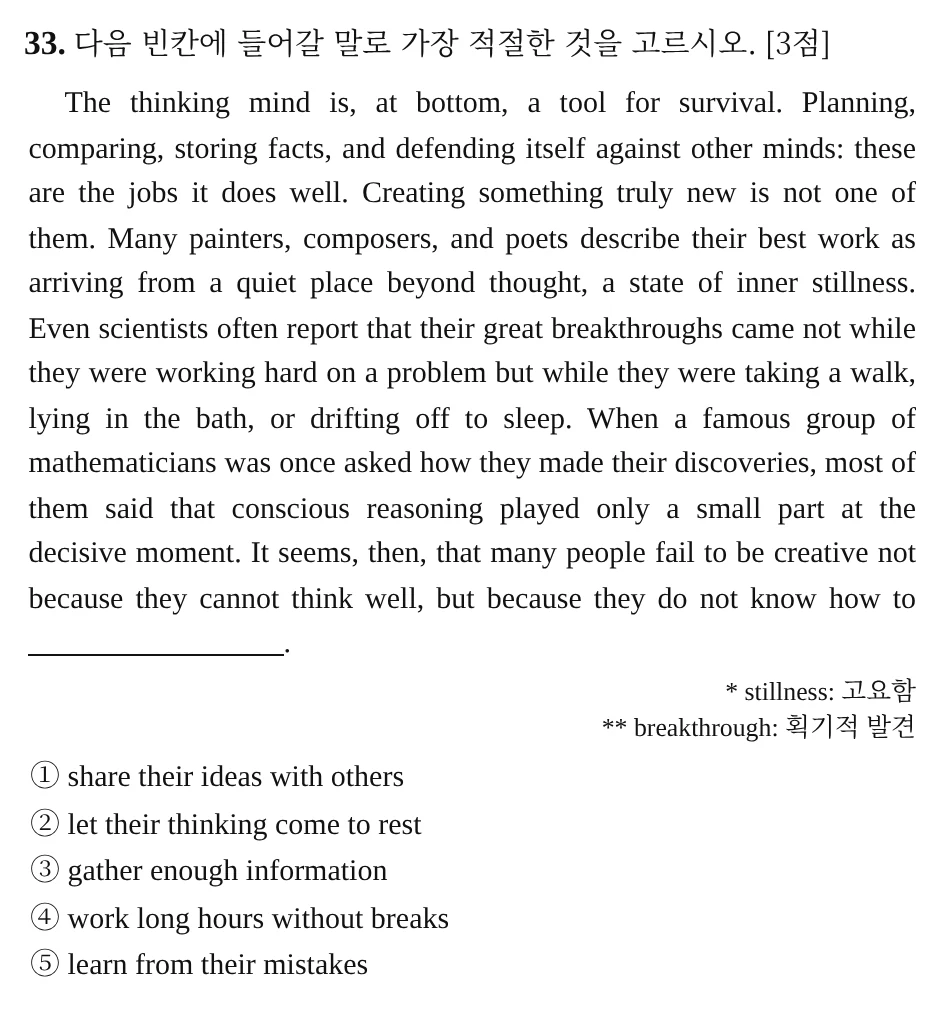 33. 다음 빈칸에 들어갈 말로 가장 적절한 것을 고르시오. [3점]
The thinking mind is, at bottom, a tool for survival. Planning,
comparing, storing facts, and defending itself against other minds: these
are the jobs it does well. Creating something truly new is not one of
them. Many painters, composers, and poets describe their best work as
arriving from a quiet place beyond thought, a state of inner stillness.
Even scientists often report that their great breakthroughs came not while
they were working hard on a problem but while they were taking a walk,
lying in the bath, or drifting off to sleep. When a famous group of
mathematicians was once asked how they made their discoveries, most of
them said that conscious reasoning played only a small part at the
decisive moment. It seems, then, that many people fail to be creative not
because they cannot think well, but because they do not know how to
.
* stillness: 고요함
** breakthrough: 획기적 발견
① share their ideas with others
② let their thinking come to rest
③ gather enough information
④ work long hours without breaks
⑤ learn from their mistakes